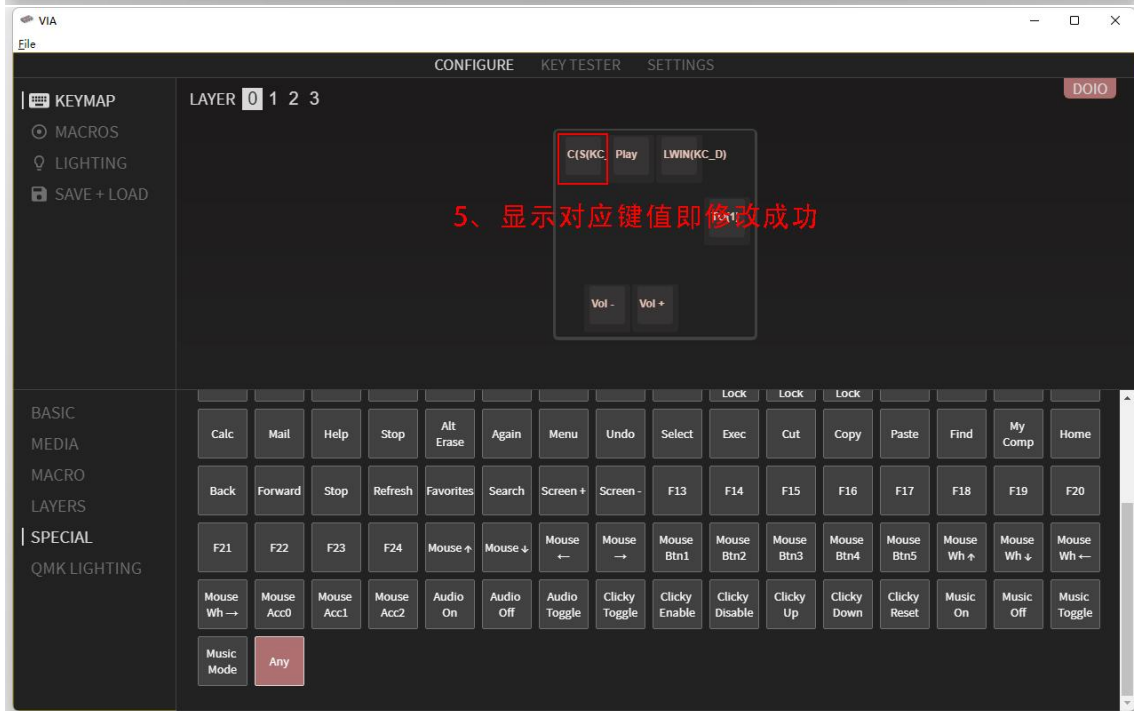 VIA
File
CONFIGURE KEY TESTER SETTINGS
KEYMAP
MACROS
LIGHTING
SAVE + LOAD
LAYER 0 1 2 3
DOIO
C(S(KC_ Play LWIN(KC_D)
5、显示对应键值即修改成功
Vol - Vol +
BASIC
MEDIA
MACRO
LAYERS
SPECIAL
QMK LIGHTING
Lock Lock Lock
Calc Mail Help Stop Alt Erase Again Menu Undo Select Exec Cut Copy Paste Find My Comp Home
Back Forward Stop Refresh Favorites Search Screen + Screen - F13 F14 F15 F16 F17 F18 F19 F20
F21 F22 F23 F24 Mouse ↑ Mouse ↓ Mouse ← Mouse → Mouse Btn1 Mouse Btn2 Mouse Btn3 Mouse Btn4 Mouse Btn5 Mouse Wh ↑ Mouse Wh ↓ Mouse Wh ←
Mouse Wh → Mouse Acc0 Mouse Acc1 Mouse Acc2 Audio On Audio Off Audio Toggle Clicky Toggle Clicky Enable Clicky Disable Clicky Up Clicky Down Clicky Reset Music On Music Off Music Toggle
Music Mode Any